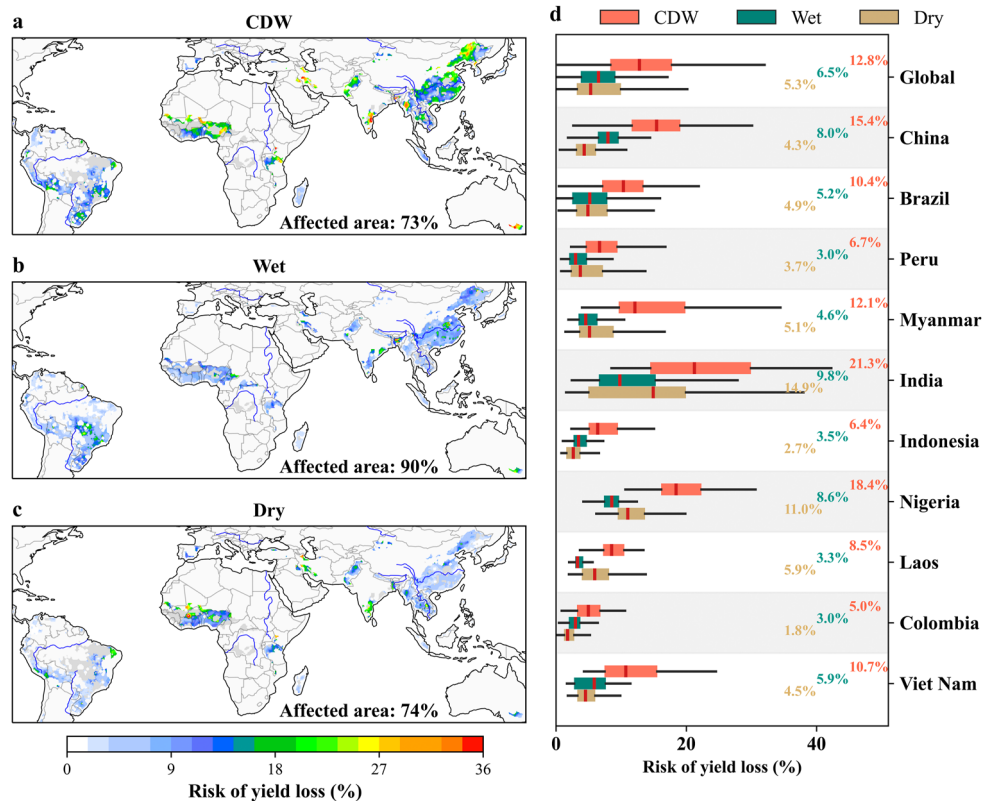 a
CDW
Affected area: 73%
b
Wet
Affected area: 90%
c
Dry
Affected area: 74%
0 9 18 27 36
Risk of yield loss (%)
d
CDW Wet Dry
12.8%
6.5%
5.3%
Global
15.4%
8.0%
4.3%
China
10.4%
5.2%
4.9%
Brazil
6.7%
3.0%
3.7%
Peru
12.1%
4.6%
5.1%
Myanmar
21.3%
9.8%
14.9%
India
6.4%
3.5%
2.7%
Indonesia
18.4%
8.6%
11.0%
Nigeria
8.5%
3.3%
5.9%
Laos
5.0%
3.0%
1.8%
Colombia
10.7%
5.9%
4.5%
Viet Nam
0 20 40
Risk of yield loss (%)